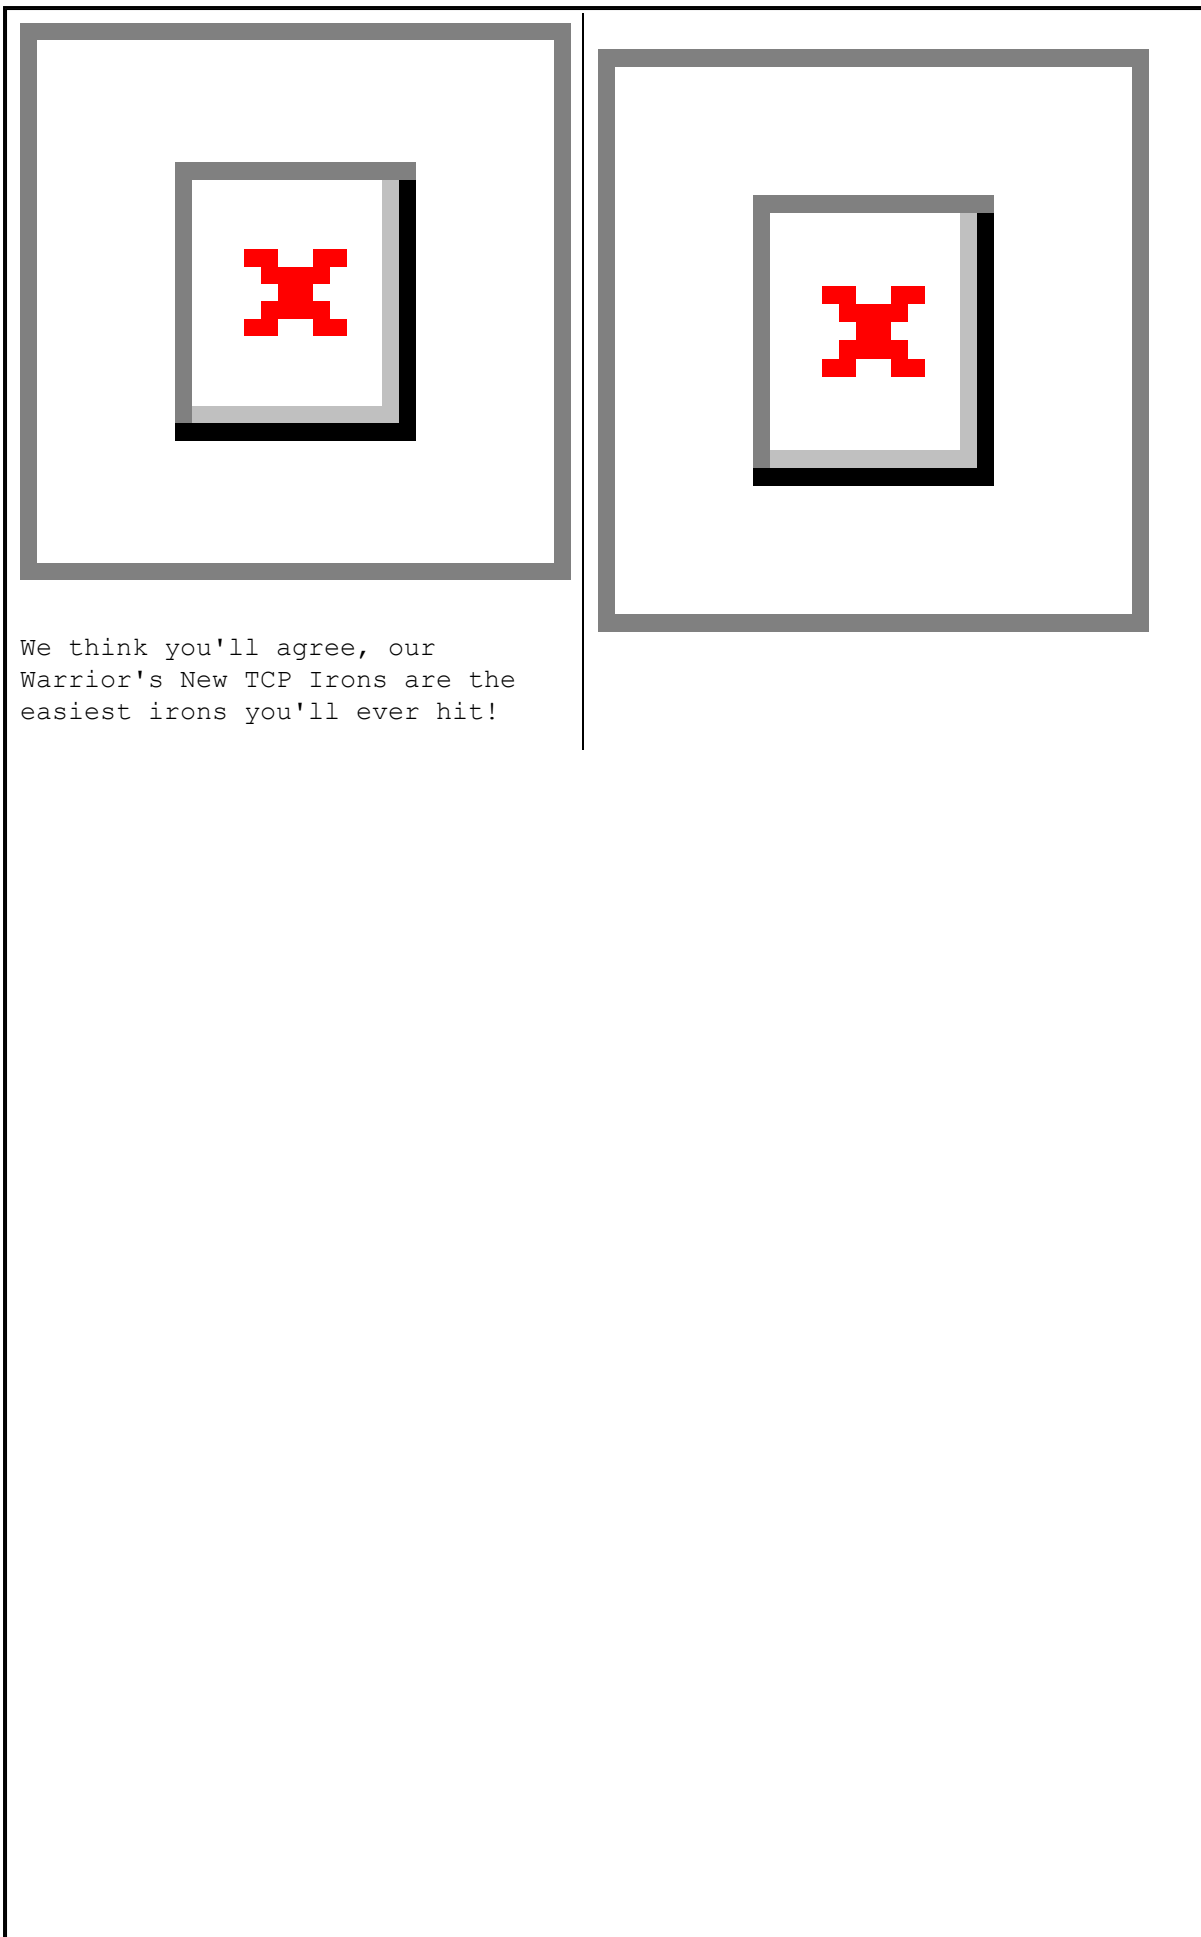 We think you'll agree, our
Warrior's New TCP Irons are the
easiest irons you'll ever hit!